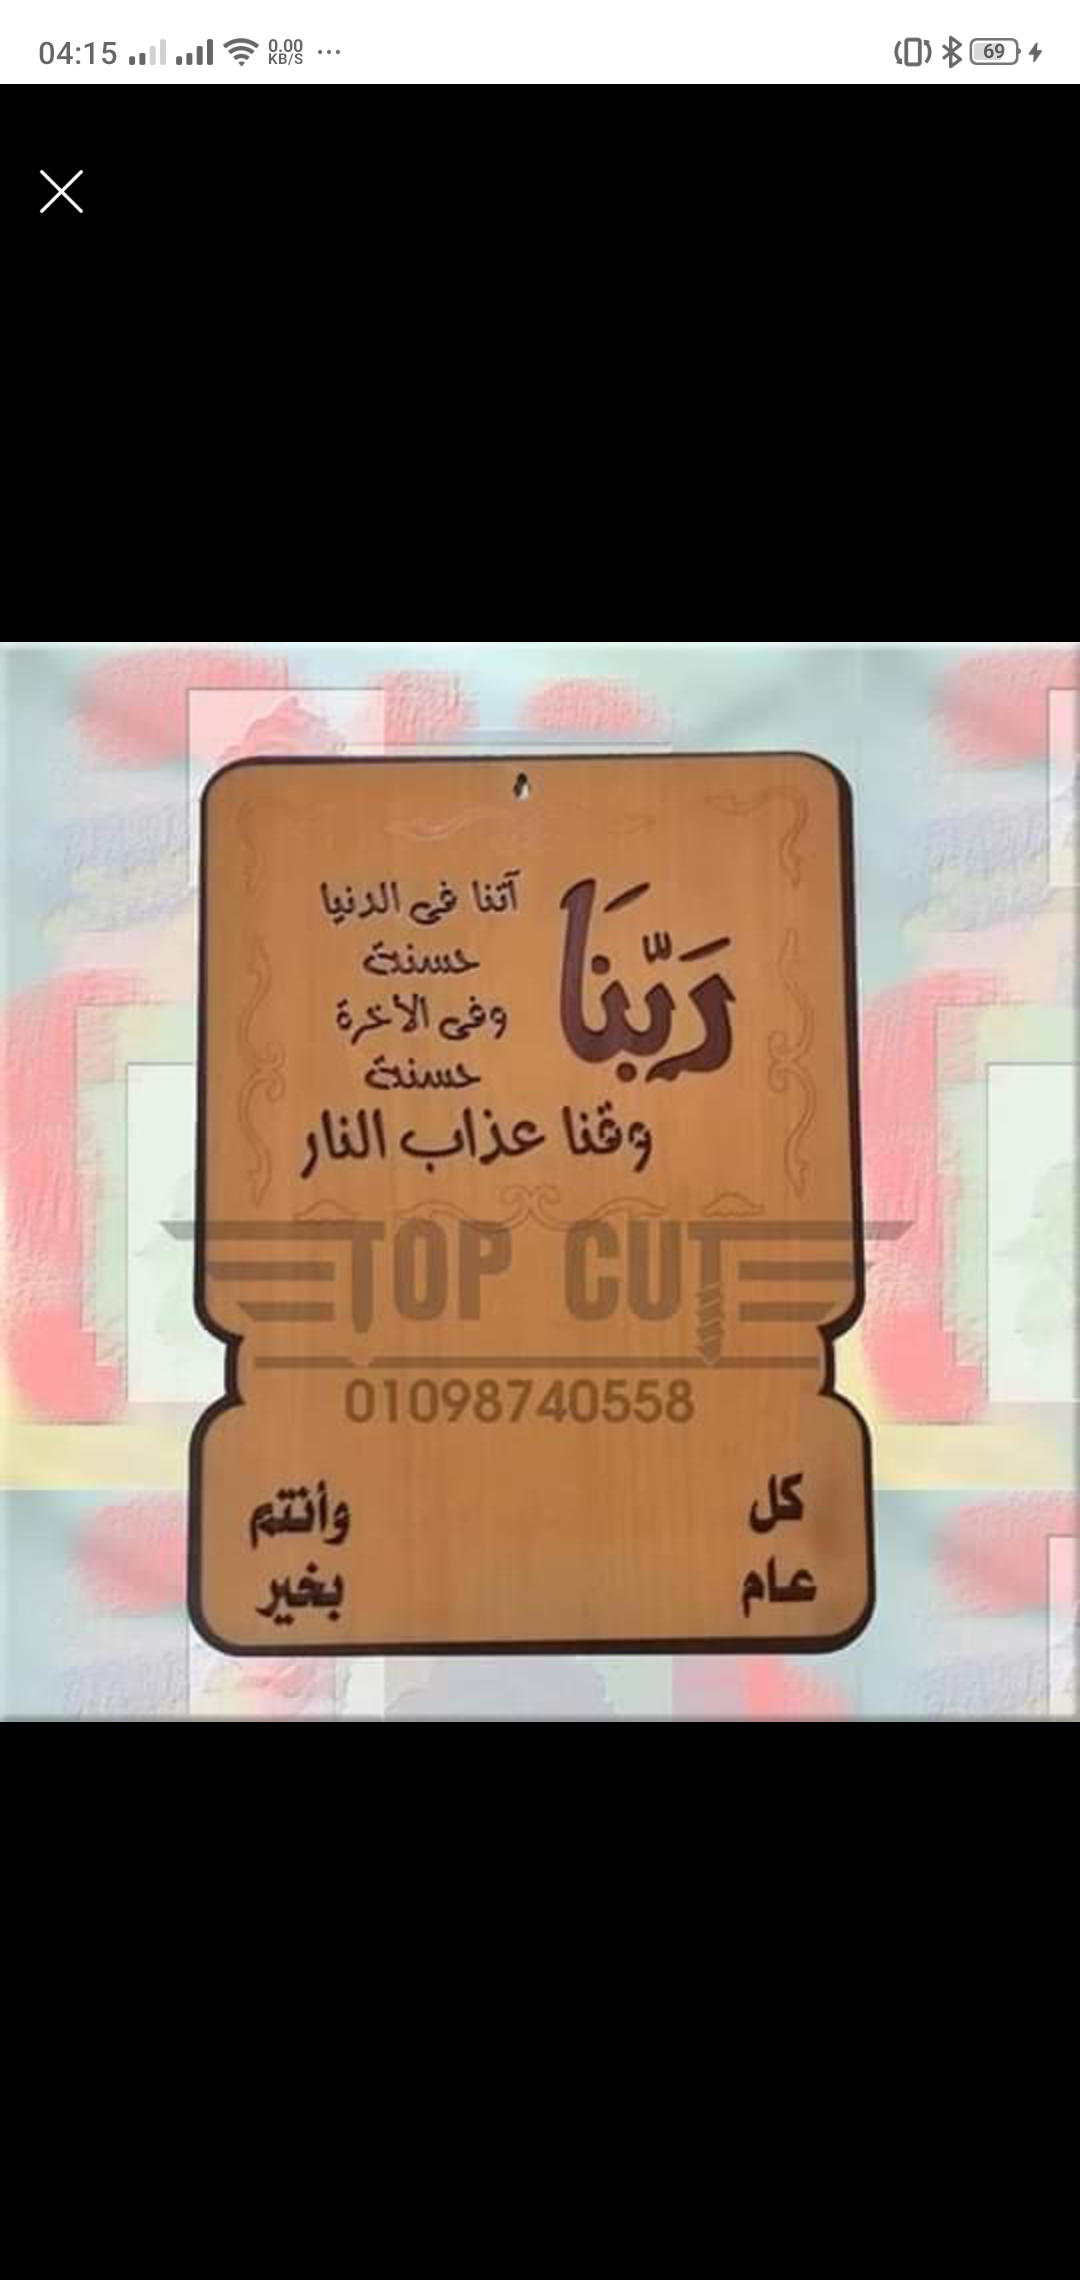 04:15
0.00
KB/S
69
رَبَّنَا
آتنا فى الدنيا
حسنة
وفى الآخرة
حسنة
وقنا عذاب النار
TOP CUT
01098740558
كل
عام
وأنتم
بخير